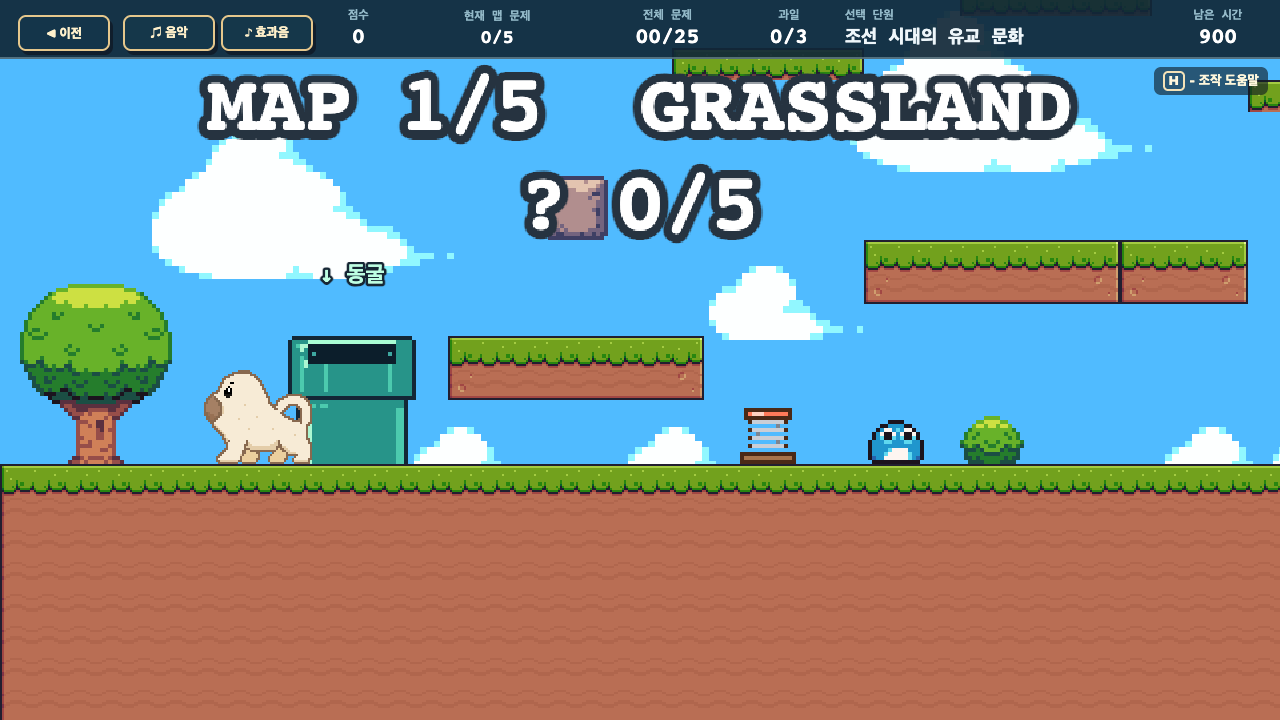 ◀ 이전
♫ 음악
♪ 효과음
점수
0
현재 맵 문제
0/5
전체 문제
00/25
과일
0/3
선택 단원
조선 시대의 유교 문화
남은 시간
900
H - 조작 도움말
MAP 1/5 GRASSLAND
? 0/5
↓ 동굴